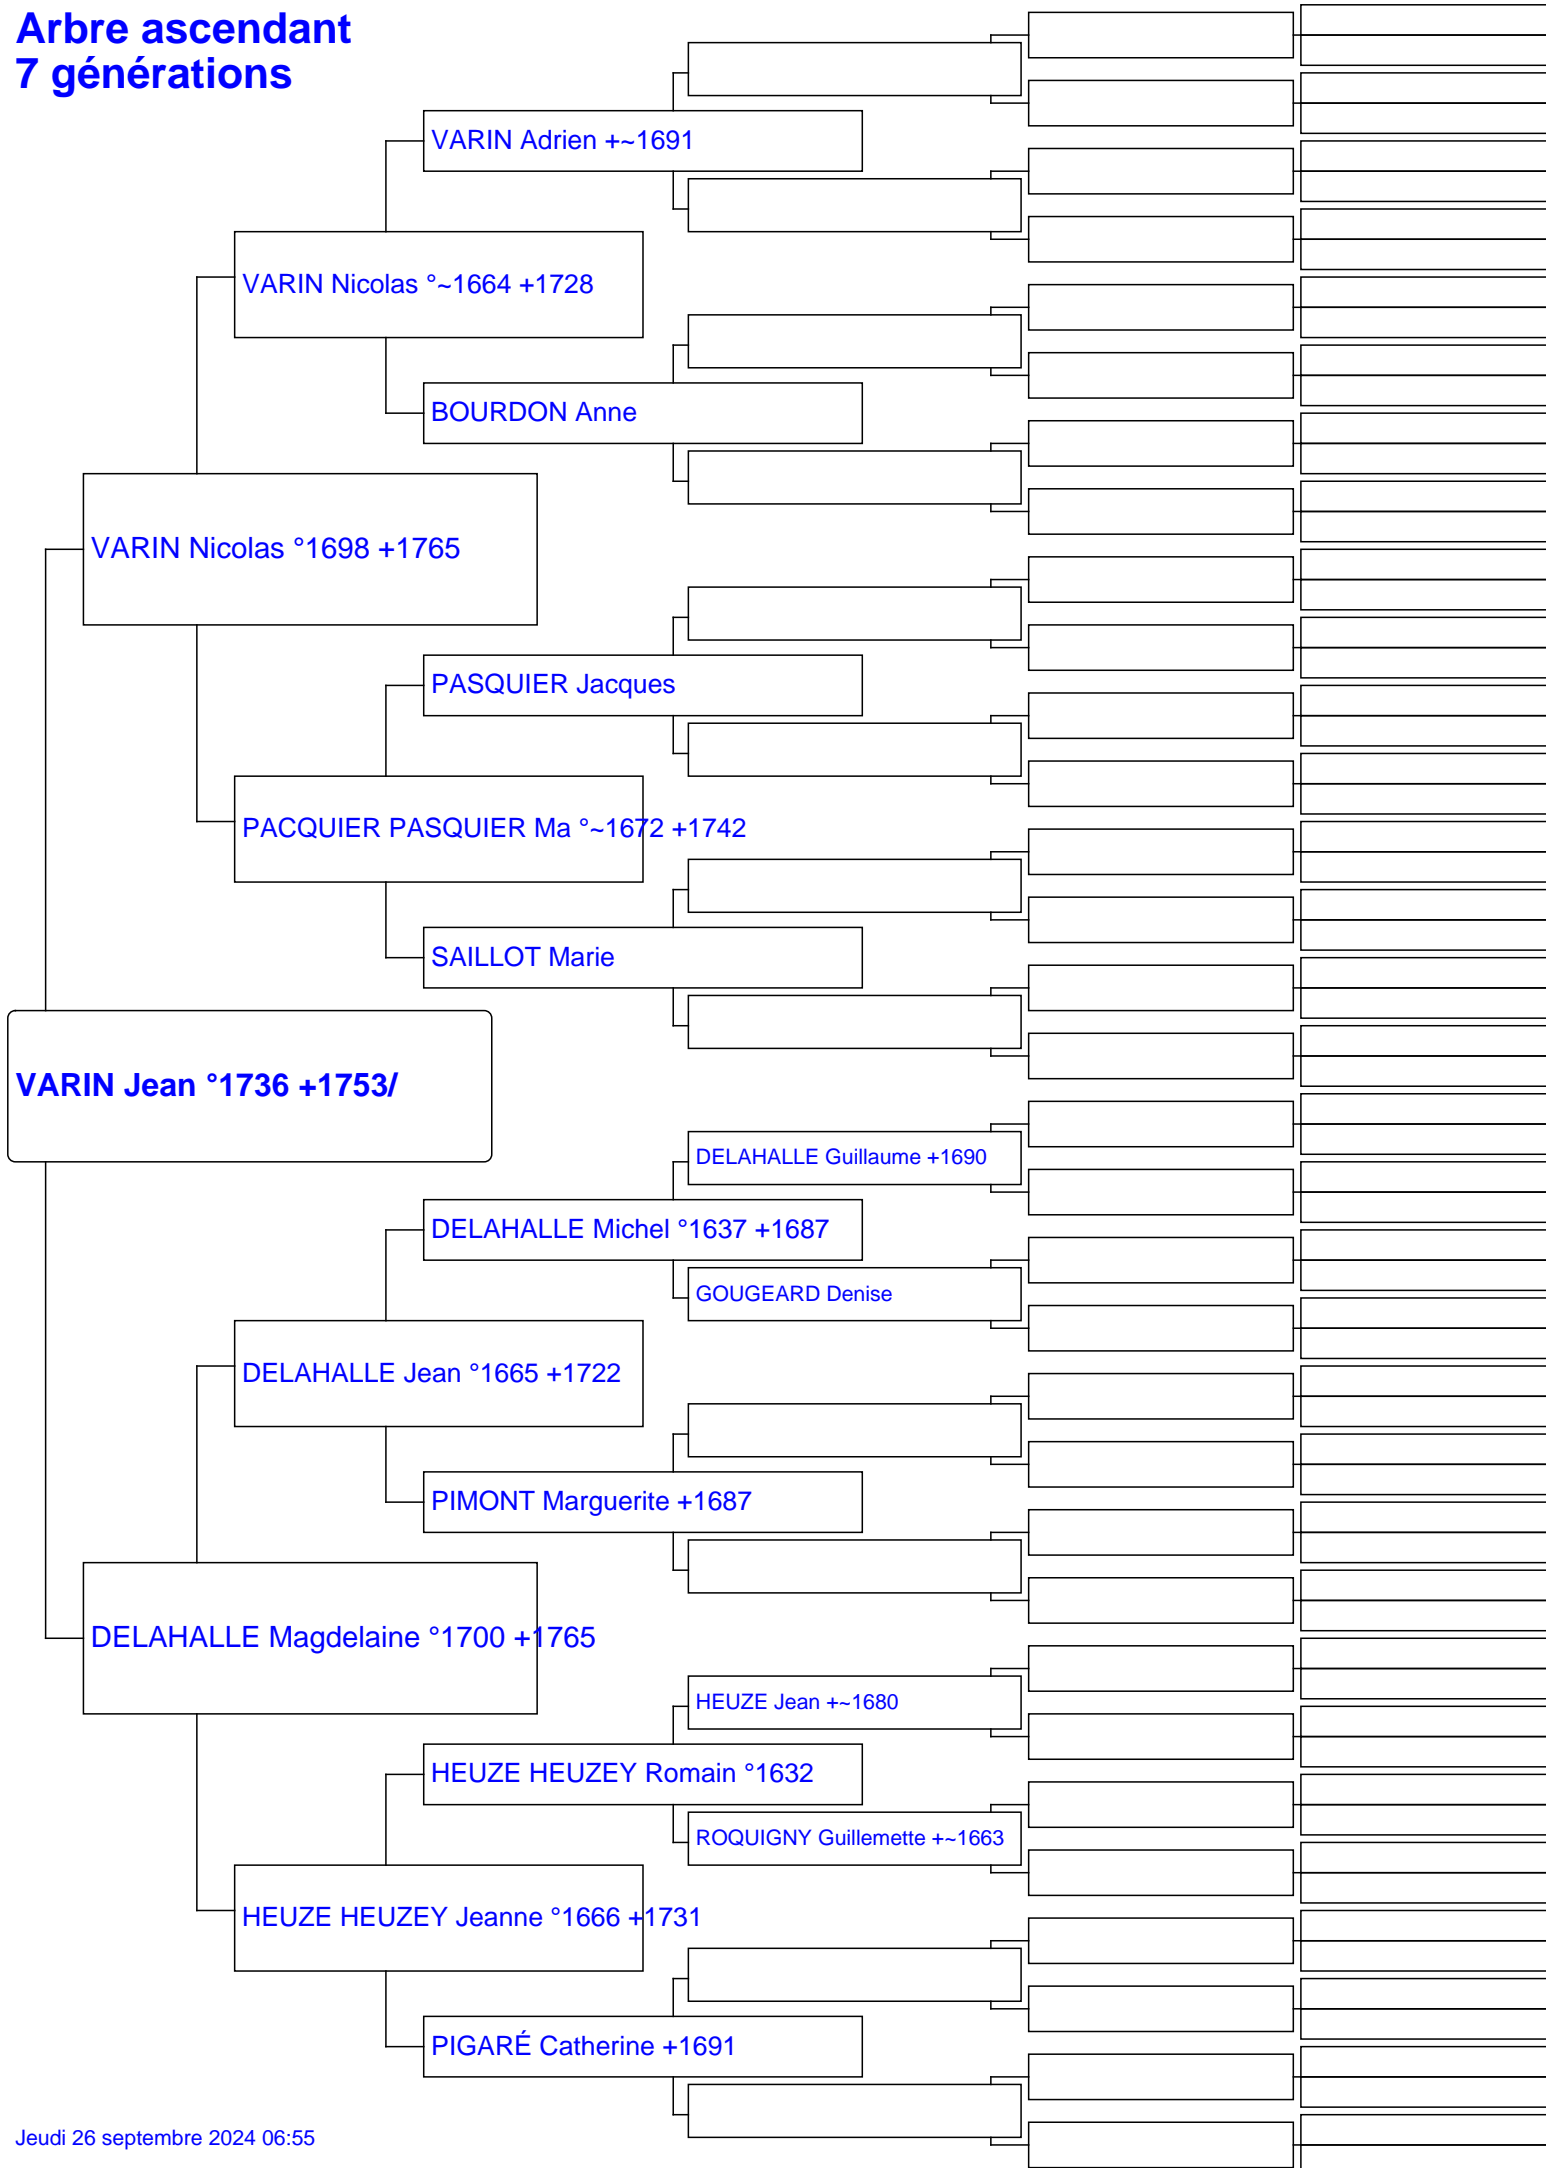 Arbre ascendant
7 générations
VARIN Adrien +~1691
VARIN Nicolas °~1664 +1728
BOURDON Anne
VARIN Nicolas °1698 +1765
PASQUIER Jacques
PACQUIER PASQUIER Ma °~1672 +1742
SAILLOT Marie
VARIN Jean °1736 +1753/
DELAHALLE Guillaume +1690
DELAHALLE Michel °1637 +1687
GOUGEARD Denise
DELAHALLE Jean °1665 +1722
PIMONT Marguerite +1687
DELAHALLE Magdelaine °1700 +1765
HEUZE Jean +~1680
HEUZE HEUZEY Romain °1632
ROQUIGNY Guillemette +~1663
HEUZE HEUZEY Jeanne °1666 +1731
PIGARÉ Catherine +1691
Jeudi 26 septembre 2024 06:55